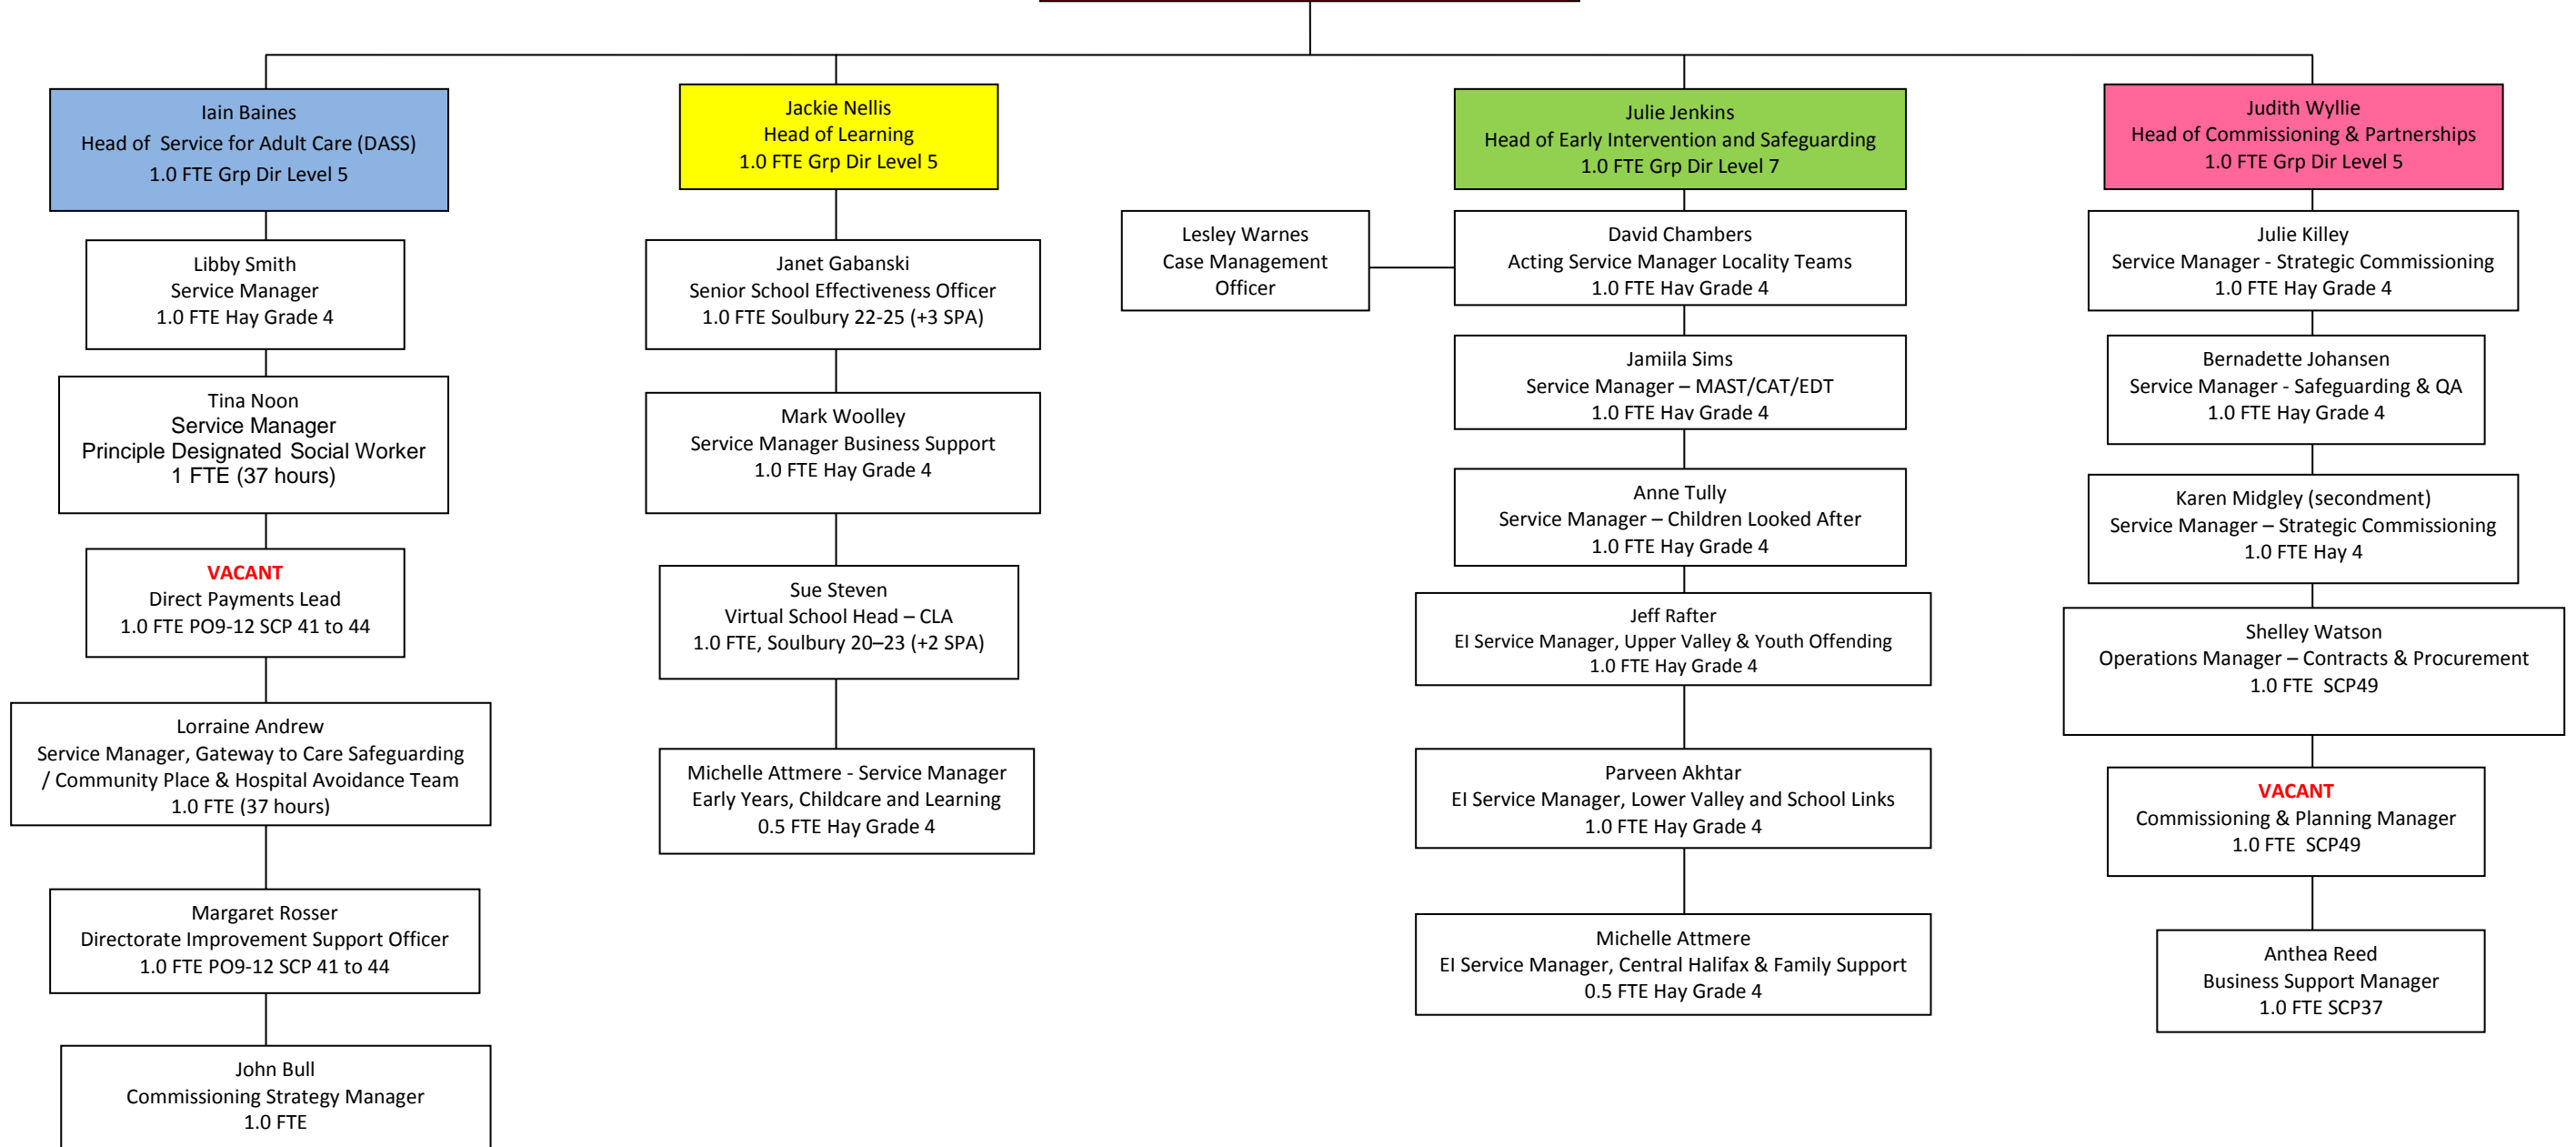 Iain Baines
Head of Service for Adult Care (DASS)
1.0 FTE Grp Dir Level 5
Libby Smith
Service Manager
1.0 FTE Hay Grade 4
Tina Noon
Service Manager
Principle Designated Social Worker
1 FTE (37 hours)
VACANT
Direct Payments Lead
1.0 FTE PO9-12 SCP 41 to 44
Lorraine Andrew
Service Manager, Gateway to Care Safeguarding
/ Community Place & Hospital Avoidance Team
1.0 FTE (37 hours)
Margaret Rosser
Directorate Improvement Support Officer
1.0 FTE PO9-12 SCP 41 to 44
John Bull
Commissioning Strategy Manager
1.0 FTE
Jackie Nellis
Head of Learning
1.0 FTE Grp Dir Level 5
Janet Gabanski
Senior School Effectiveness Officer
1.0 FTE Soulbury 22-25 (+3 SPA)
Mark Woolley
Service Manager Business Support
1.0 FTE Hay Grade 4
Sue Steven
Virtual School Head – CLA
1.0 FTE, Soulbury 20–23 (+2 SPA)
Michelle Attmere - Service Manager
Early Years, Childcare and Learning
0.5 FTE Hay Grade 4
Julie Jenkins
Head of Early Intervention and Safeguarding
1.0 FTE Grp Dir Level 7
Lesley Warnes
Case Management
Officer
David Chambers
Acting Service Manager Locality Teams
1.0 FTE Hay Grade 4
Jamiila Sims
Service Manager – MAST/CAT/EDT
1.0 FTE Hay Grade 4
Anne Tully
Service Manager – Children Looked After
1.0 FTE Hay Grade 4
Jeff Rafter
EI Service Manager, Upper Valley & Youth Offending
1.0 FTE Hay Grade 4
Parveen Akhtar
EI Service Manager, Lower Valley and School Links
1.0 FTE Hay Grade 4
Michelle Attmere
EI Service Manager, Central Halifax & Family Support
0.5 FTE Hay Grade 4
Judith Wyllie
Head of Commissioning & Partnerships
1.0 FTE Grp Dir Level 5
Julie Killey
Service Manager - Strategic Commissioning
1.0 FTE Hay Grade 4
Bernadette Johansen
Service Manager - Safeguarding & QA
1.0 FTE Hay Grade 4
Karen Midgley (secondment)
Service Manager – Strategic Commissioning
1.0 FTE Hay 4
Shelley Watson
Operations Manager – Contracts & Procurement
1.0 FTE SCP49
VACANT
Commissioning & Planning Manager
1.0 FTE SCP49
Anthea Reed
Business Support Manager
1.0 FTE SCP37